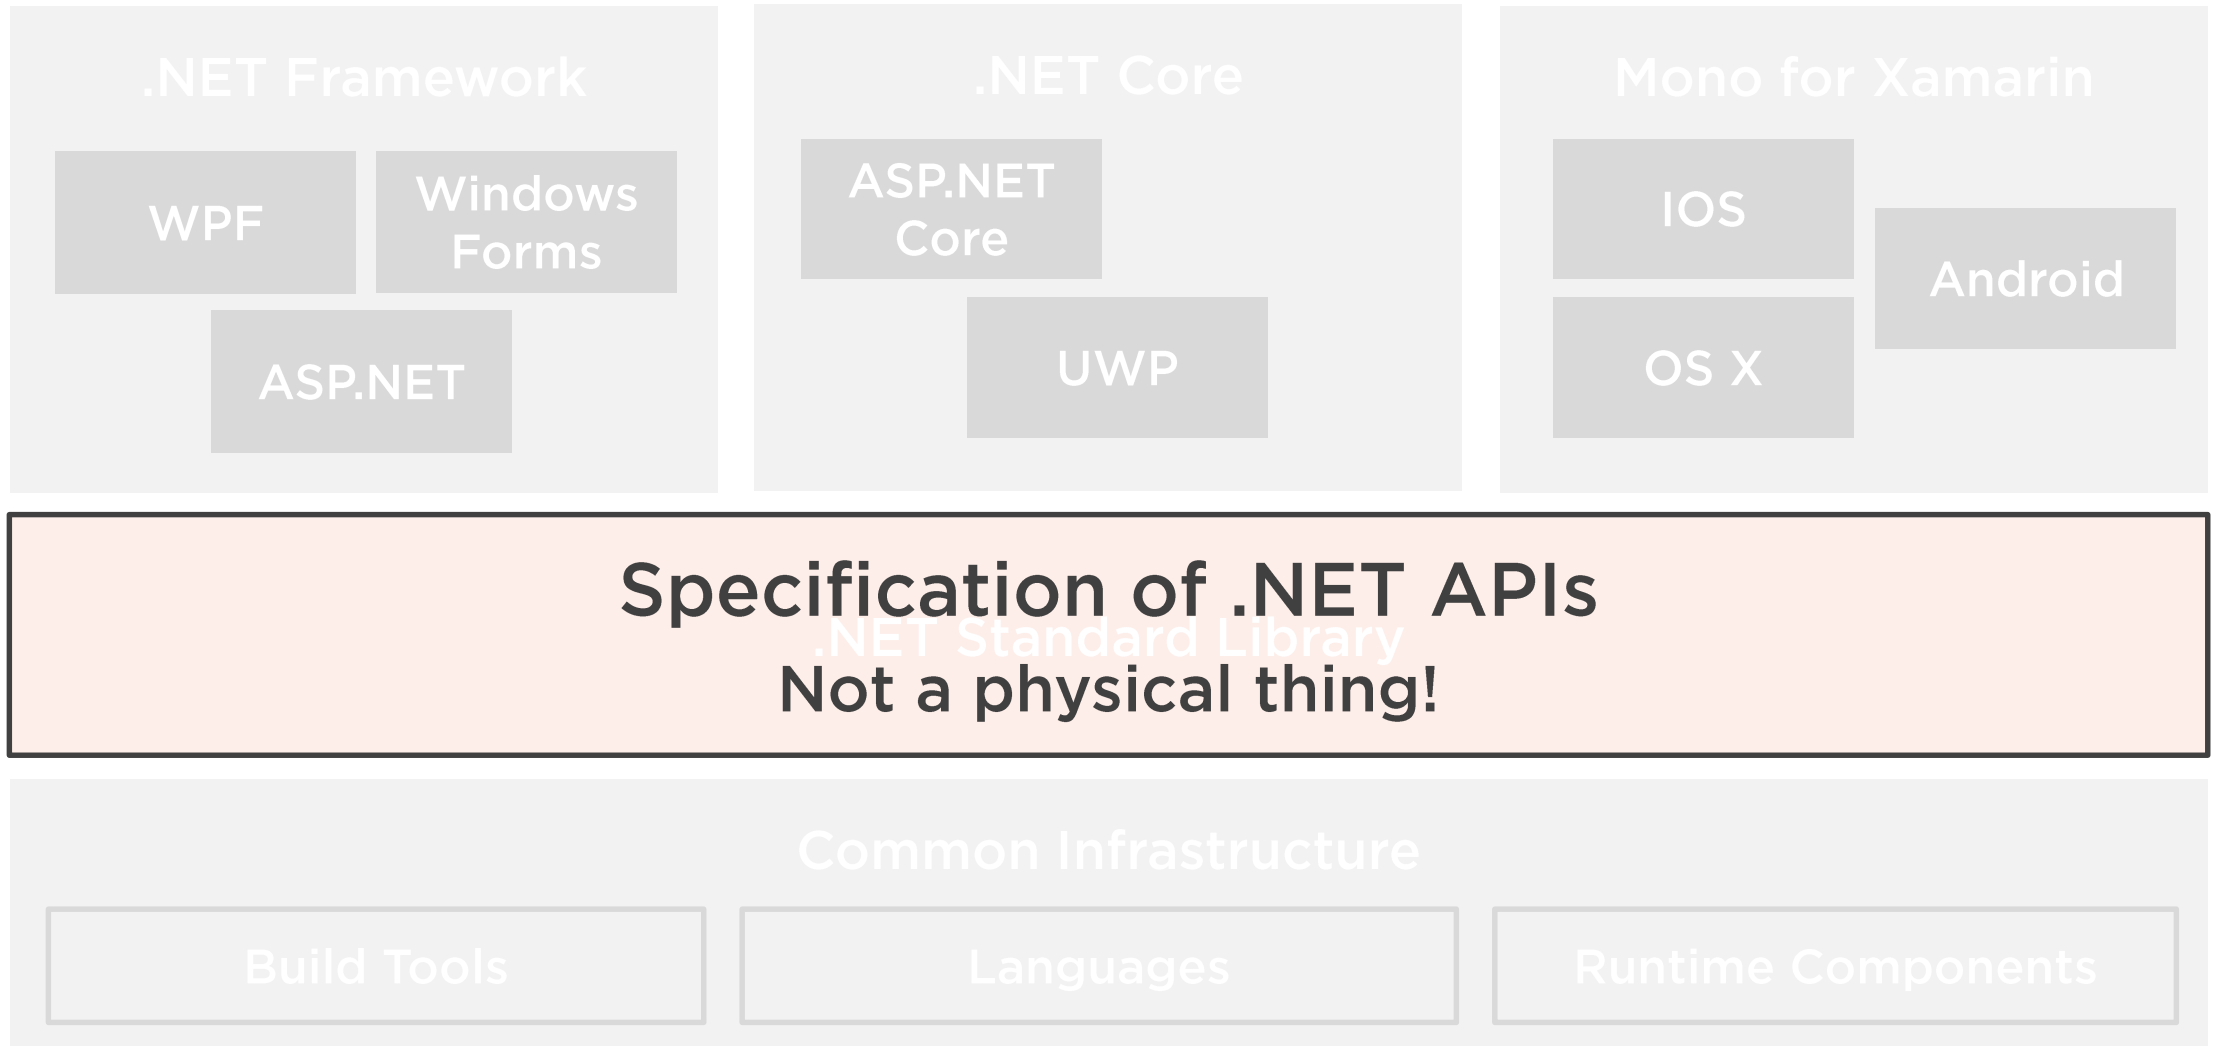 .NET Framework
WPF
Windows
Forms
ASP.NET
.NET Core
ASP.NET
Core
UWP
Mono for Xamarin
IOS
Android
OS X
Specification of .NET APIs
.NET Standard Library
Not a physical thing!
Common Infrastructure
Build Tools
Languages
Runtime Components